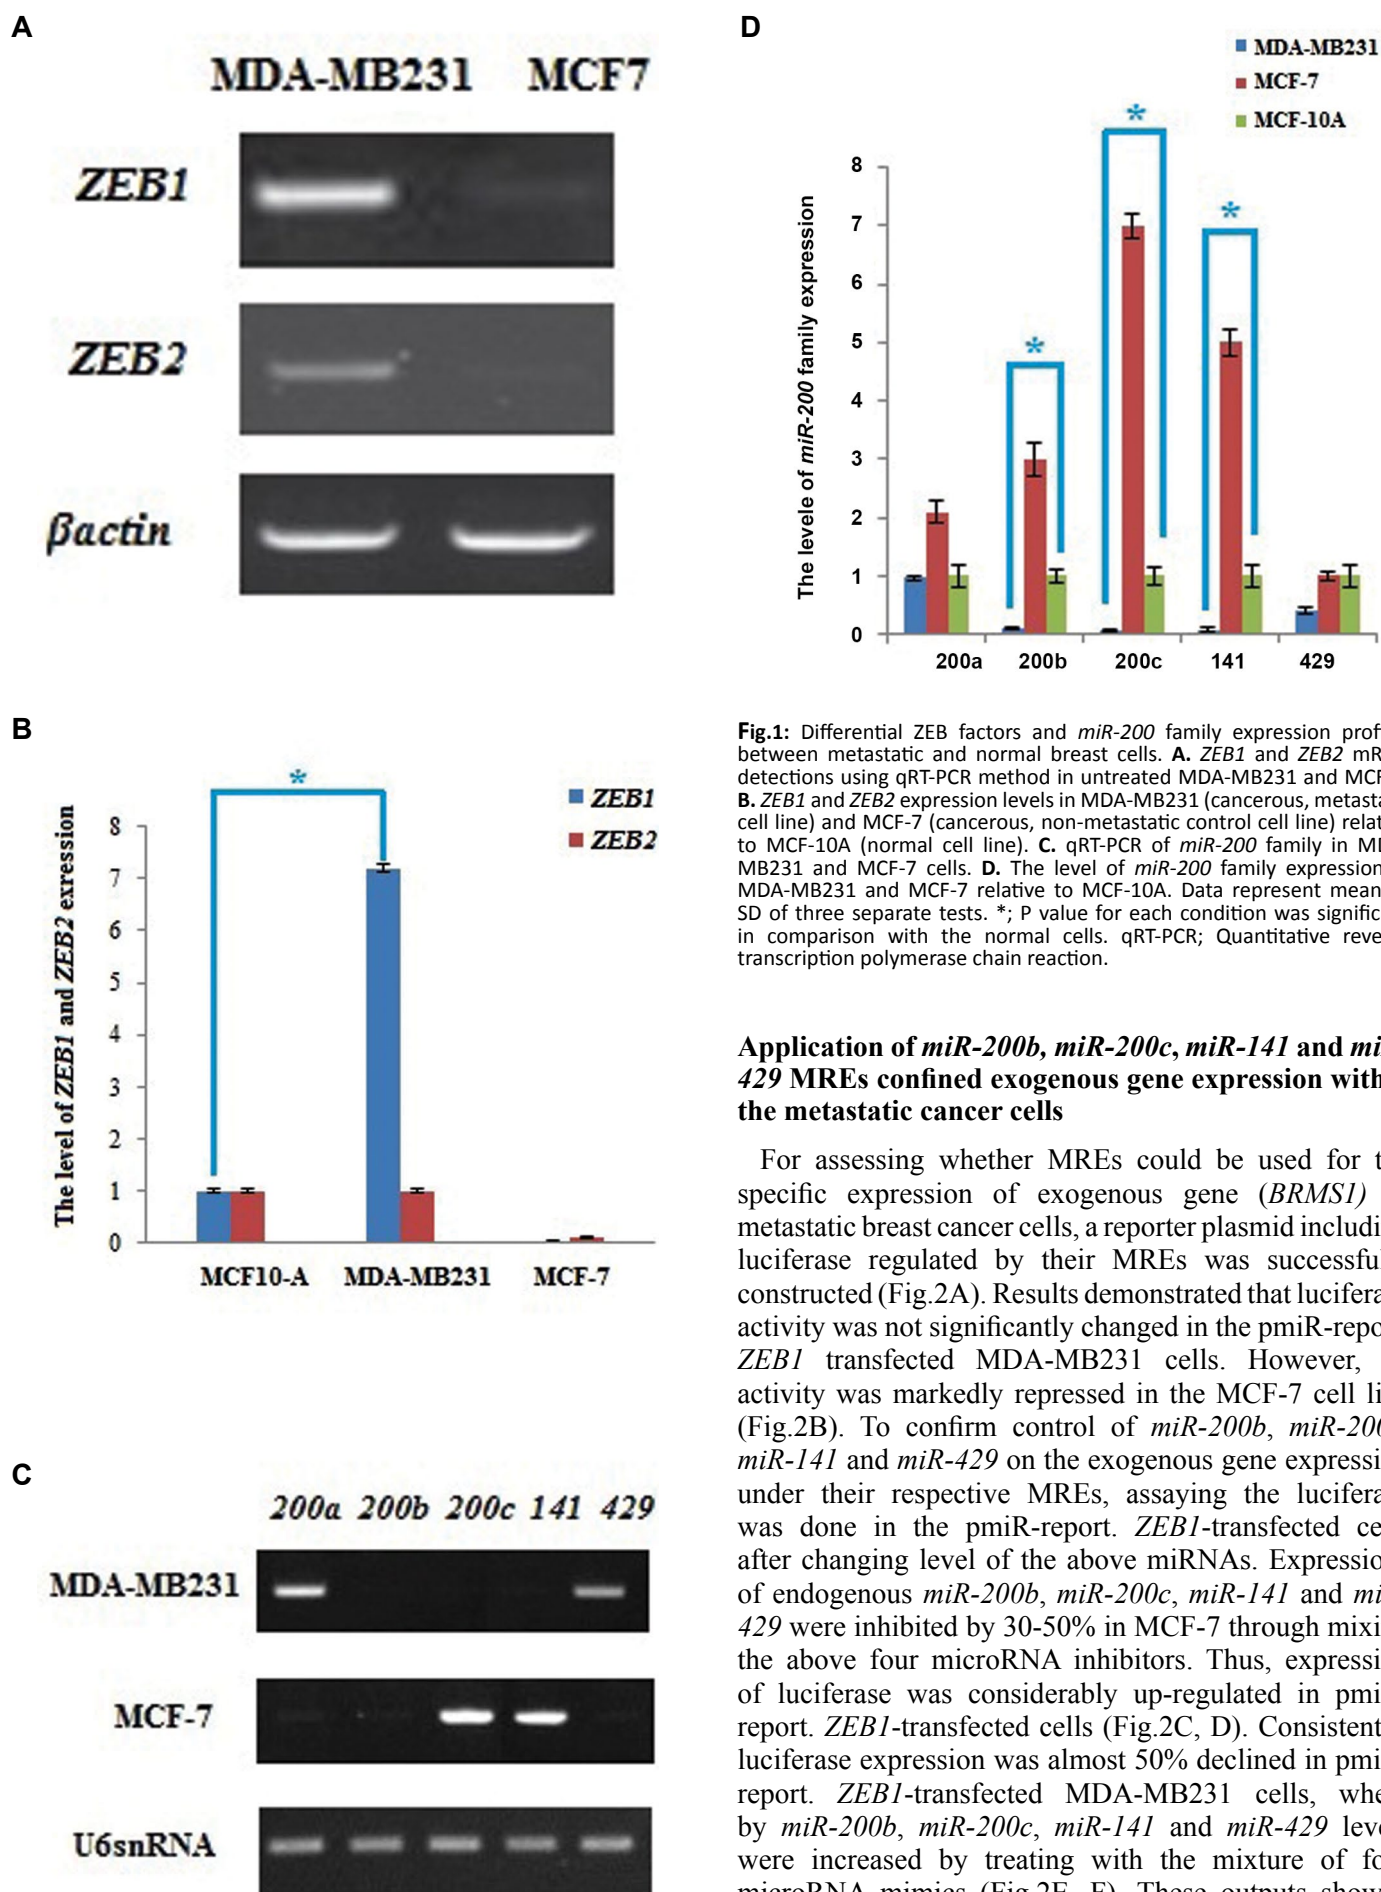 A
MDA-MB231 MCF7
ZEB1
ZEB2
βactin
B
*
ZEB1
ZEB2
The level of ZEB1 and ZEB2 exression
8
7
6
5
4
3
2
1
0
MCF10-A MDA-MB231 MCF-7
C
200a 200b 200c 141 429
MDA-MB231
MCF-7
U6snRNA
D
MDA-MB231
MCF-7
MCF-10A
* * *
The levele of miR-200 family expression
8
7
6
5
4
3
2
1
0
200a 200b 200c 141 429
Fig.1: Differential ZEB factors and miR-200 family expression prof
between metastatic and normal breast cells. A. ZEB1 and ZEB2 mR
detections using qRT-PCR method in untreated MDA-MB231 and MCF
B. ZEB1 and ZEB2 expression levels in MDA-MB231 (cancerous, metasta
cell line) and MCF-7 (cancerous, non-metastatic control cell line) relat
to MCF-10A (normal cell line). C. qRT-PCR of miR-200 family in MD
MB231 and MCF-7 cells. D. The level of miR-200 family expression
MDA-MB231 and MCF-7 relative to MCF-10A. Data represent mean
SD of three separate tests. *; P value for each condition was signific
in comparison with the normal cells. qRT-PCR; Quantitative reve
transcription polymerase chain reaction.
Application of miR-200b, miR-200c, miR-141 and mi
429 MREs confined exogenous gene expression with
the metastatic cancer cells
For assessing whether MREs could be used for t
specific expression of exogenous gene (BRMS1)
metastatic breast cancer cells, a reporter plasmid includi
luciferase regulated by their MREs was successful
constructed (Fig.2A). Results demonstrated that lucifera
activity was not significantly changed in the pmiR-repo
ZEB1 transfected MDA-MB231 cells. However,
activity was markedly repressed in the MCF-7 cell li
(Fig.2B). To confirm control of miR-200b, miR-200
miR-141 and miR-429 on the exogenous gene expressi
under their respective MREs, assaying the lucifera
was done in the pmiR-report. ZEB1-transfected ce
after changing level of the above miRNAs. Expressio
of endogenous miR-200b, miR-200c, miR-141 and mi
429 were inhibited by 30-50% in MCF-7 through mixi
the above four microRNA inhibitors. Thus, expressi
of luciferase was considerably up-regulated in pmi
report. ZEB1-transfected cells (Fig.2C, D). Consistent
luciferase expression was almost 50% declined in pmi
report. ZEB1-transfected MDA-MB231 cells, whe
by miR-200b, miR-200c, miR-141 and miR-429 leve
were increased by treating with the mixture of fo
microRNA mimics (Fig.2E, F). These outputs show